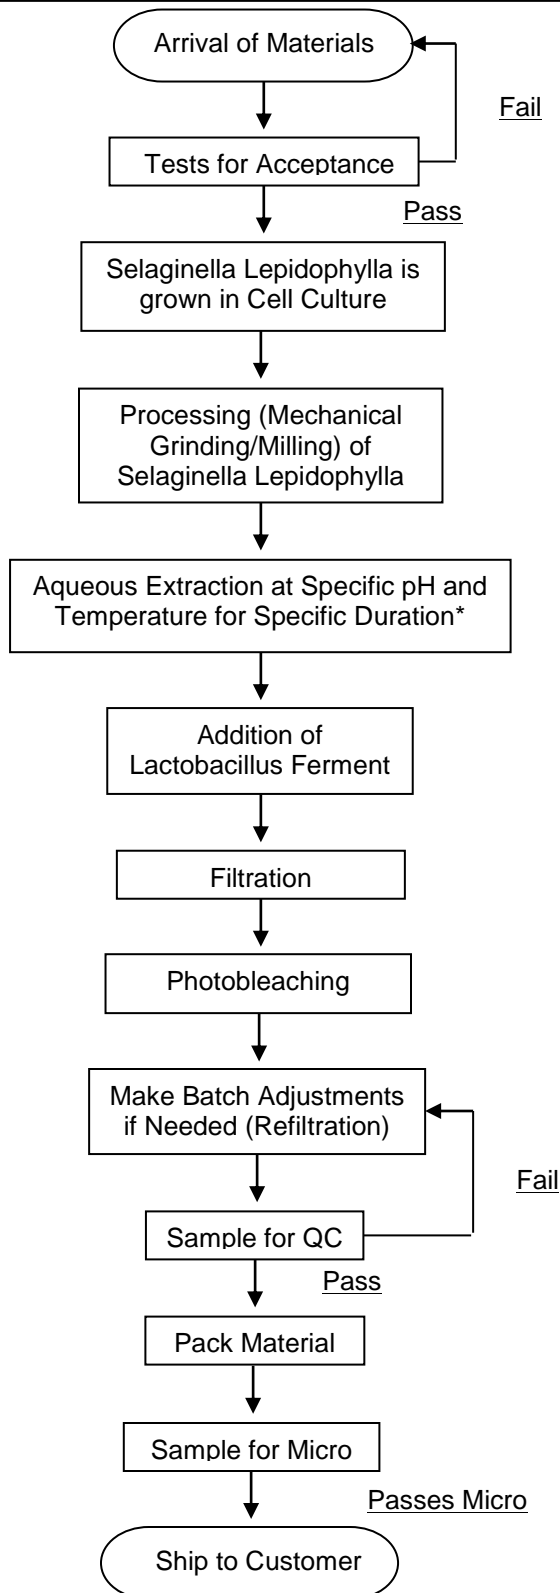 Arrival of Materials
Fail
Tests for Acceptance
Pass
Selaginella Lepidophylla is
grown in Cell Culture
Processing (Mechanical
Grinding/Milling) of
Selaginella Lepidophylla
Aqueous Extraction at Specific pH and
Temperature for Specific Duration*
Addition of
Lactobacillus Ferment
Filtration
Photobleaching
Make Batch Adjustments
if Needed (Refiltration)
Fail
Sample for QC
Pass
Pack Material
Sample for Micro
Passes Micro
Ship to Customer